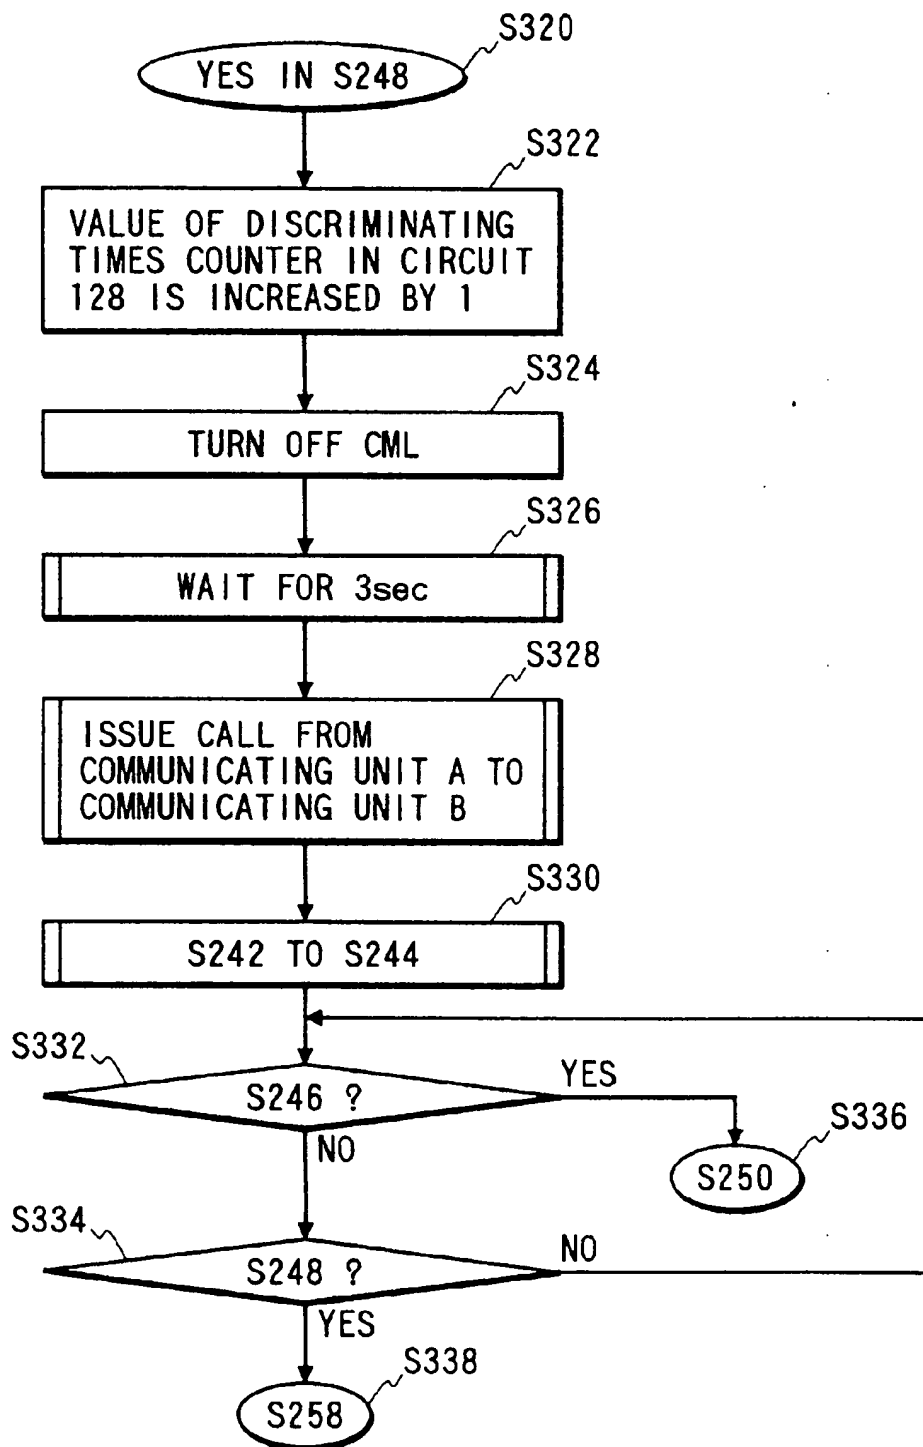 S320
YES IN S248
S322
VALUE OF DISCRIMINATING
TIMES COUNTER IN CIRCUIT
128 IS INCREASED BY 1
S324
TURN OFF CML
S326
WAIT FOR 3sec
S328
ISSUE CALL FROM
COMMUNICATING UNIT A TO
COMMUNICATING UNIT B
S330
S242 TO S244
S332
S246 ?
YES
NO
S336
S250
S334
S248 ?
NO
YES
S338
S258